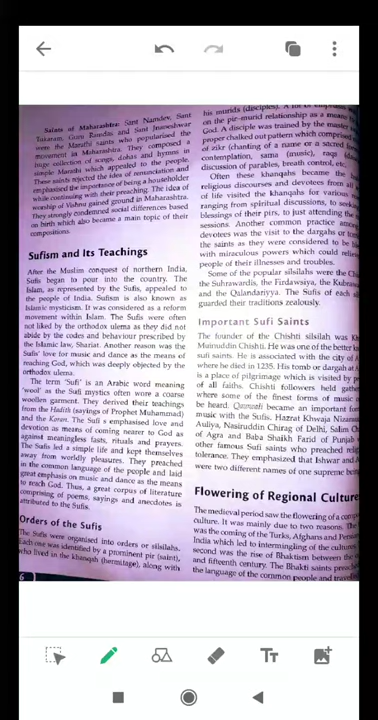 Saints of Maharashtra: Sant Namdev, Sant
Tukaram, Guru Ramdas and Sant Jnaneshwar
were the Marathi saints who popularised the
movement in Maharashtra. They composed a
huge collection of songs, dohas and hymns in
simple Marathi which appealed to the people.
These saints rejected the idea of renunciation and
emphasised the importance of being a householder
while continuing with their preaching. The idea of
worship of Vishnu gained ground in Maharashtra.
They strongly condemned social differences based
on birth which also became a main topic of their
compositions.
Sufism and Its Teachings
After the Muslim conquest of northern India,
Sufis began to pour into the country. The
Islam, as represented by the Sufis, appealed to
the people of India. Sufism is also known as
Islamic mysticism. It was considered as a reform
movement within Islam. The Sufis were often
not liked by the orthodox ulema as they did not
abide by the codes and behaviour prescribed by
the Islamic law, Shariat. Another reason was the
Sufis' love for music and dance as the means of
reaching God, which was deeply objected by the
orthodox ulema.
The term 'Sufi' is an Arabic word meaning
'wool' as the Sufi mystics often wore a coarse
woollen garment. They derived their teachings
from the Hadith (sayings of Prophet Muhammad)
and the Koran. The Sufi s emphasised love and
devotion as means of coming nearer to God as
against meaningless fasts, rituals and prayers.
The Sufis led a simple life and kept themselves
away from worldly pleasures. They preached
in the common language of the people and laid
great emphasis on music and dance as the means
to reach God. Thus, a great corpus of literature
comprising of poems, sayings and anecdotes is
attributed to the Sufis.
Orders of the Sufis
The Sufis were organised into orders or silsilahs.
Each one was identified by a prominent pir (saint),
who lived in the khanqah (hermitage), along with
6
his murids (disciples). A lot of
on the pir-murid relationship as a means
God. A disciple was trained by the master
proper chalked out pattern which comprised
of zikr (chanting of a name or a sacred
contemplation, sama (music), raqs
discussion of parables, breath control, etc.
Often these khanqahs became the
religious discourses and devotees from all
of life visited the khanqahs for various
ranging from spiritual discussions, to
blessings of their pirs, to just attending the
sessions. Another common practice among
devotees was the visit to the dargahs or
the saints as they were considered to be
with miraculous powers which could relieve
people of their illnesses and troubles.
Some of the popular silsilahs were the
the Suhrawardis, the Firdawsiya, the
and the Qalandariyya. The Sufis of each
guarded their traditions zealously.
Important Sufi Saints
The founder of the Chishti silsilah was
Muinuddin Chishti. He was one of the better
sufi saints. He is associated with the city of
where he died in 1235. His tomb or dargah at
is a place of pilgrimage which is visited by
of all faiths. Chishti followers held
where some of the finest forms of music
be heard. Qawwali became an important
music with the Sufis. Hazrat Khwaja
Auliya, Nasiruddin Chirag of Delhi, Salim
of Agra and Baba Shaikh Farid of Punjab
other famous Sufi saints who preached
tolerance. They emphasized that Ishwar and
were two different names of one supreme
Flowering of Regional Culture
The medieval period saw the flowering of a
culture. It was mainly due to two reasons. The
was the coming of the Turks, Afghans and
India which led to intermingling of the cultures.
second was the rise of Bhaktism between the
and fifteenth century. The Bhakti saints
the language of the common people and
Tt